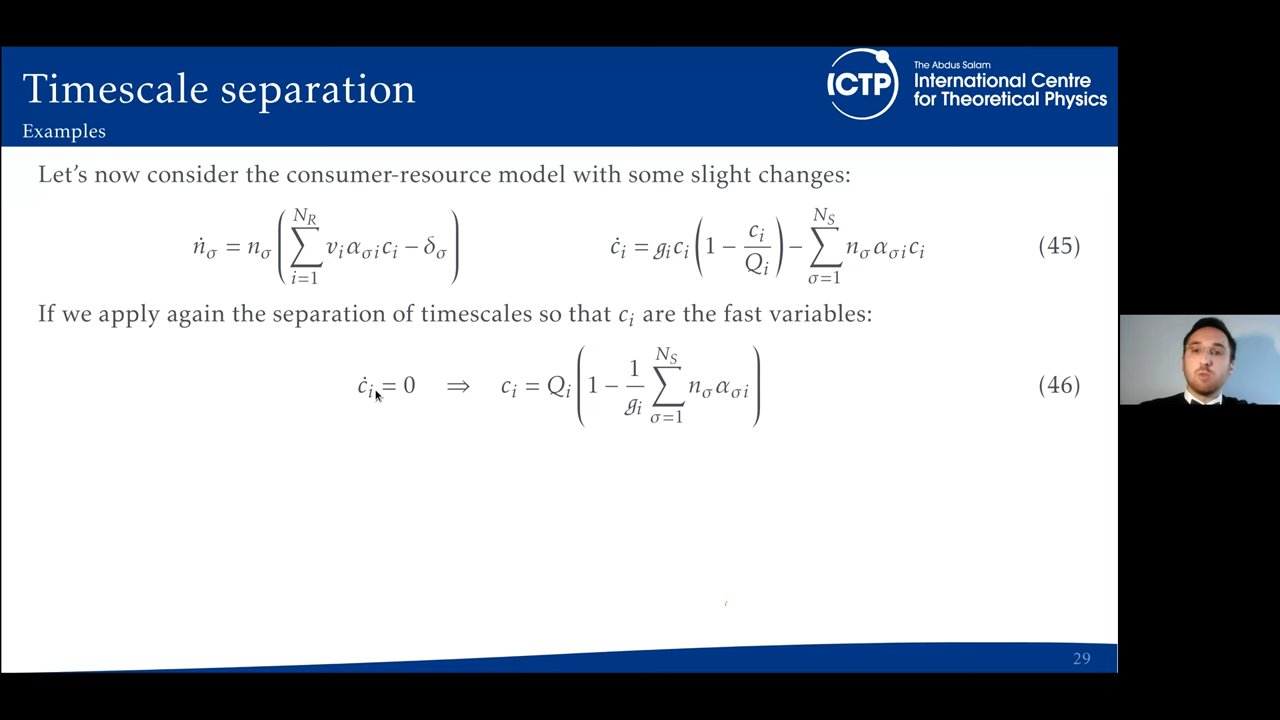 Timescale separation
Examples
ICTP
The Abdus Salam
International Centre
for Theoretical Physics
Let's now consider the consumer-resource model with some slight changes:
ṅ_σ = n_σ ( ∑_{i=1}^{N_R} v_i α_{σi} c_i − δ_σ )    ċ_i = g_i c_i ( 1 − c_i/Q_i ) − ∑_{σ=1}^{N_S} n_σ α_{σi} c_i    (45)
If we apply again the separation of timescales so that c_i are the fast variables:
ċ_i = 0 ⇒ c_i = Q_i ( 1 − 1/g_i ∑_{σ=1}^{N_S} n_σ α_{σi} )    (46)
29